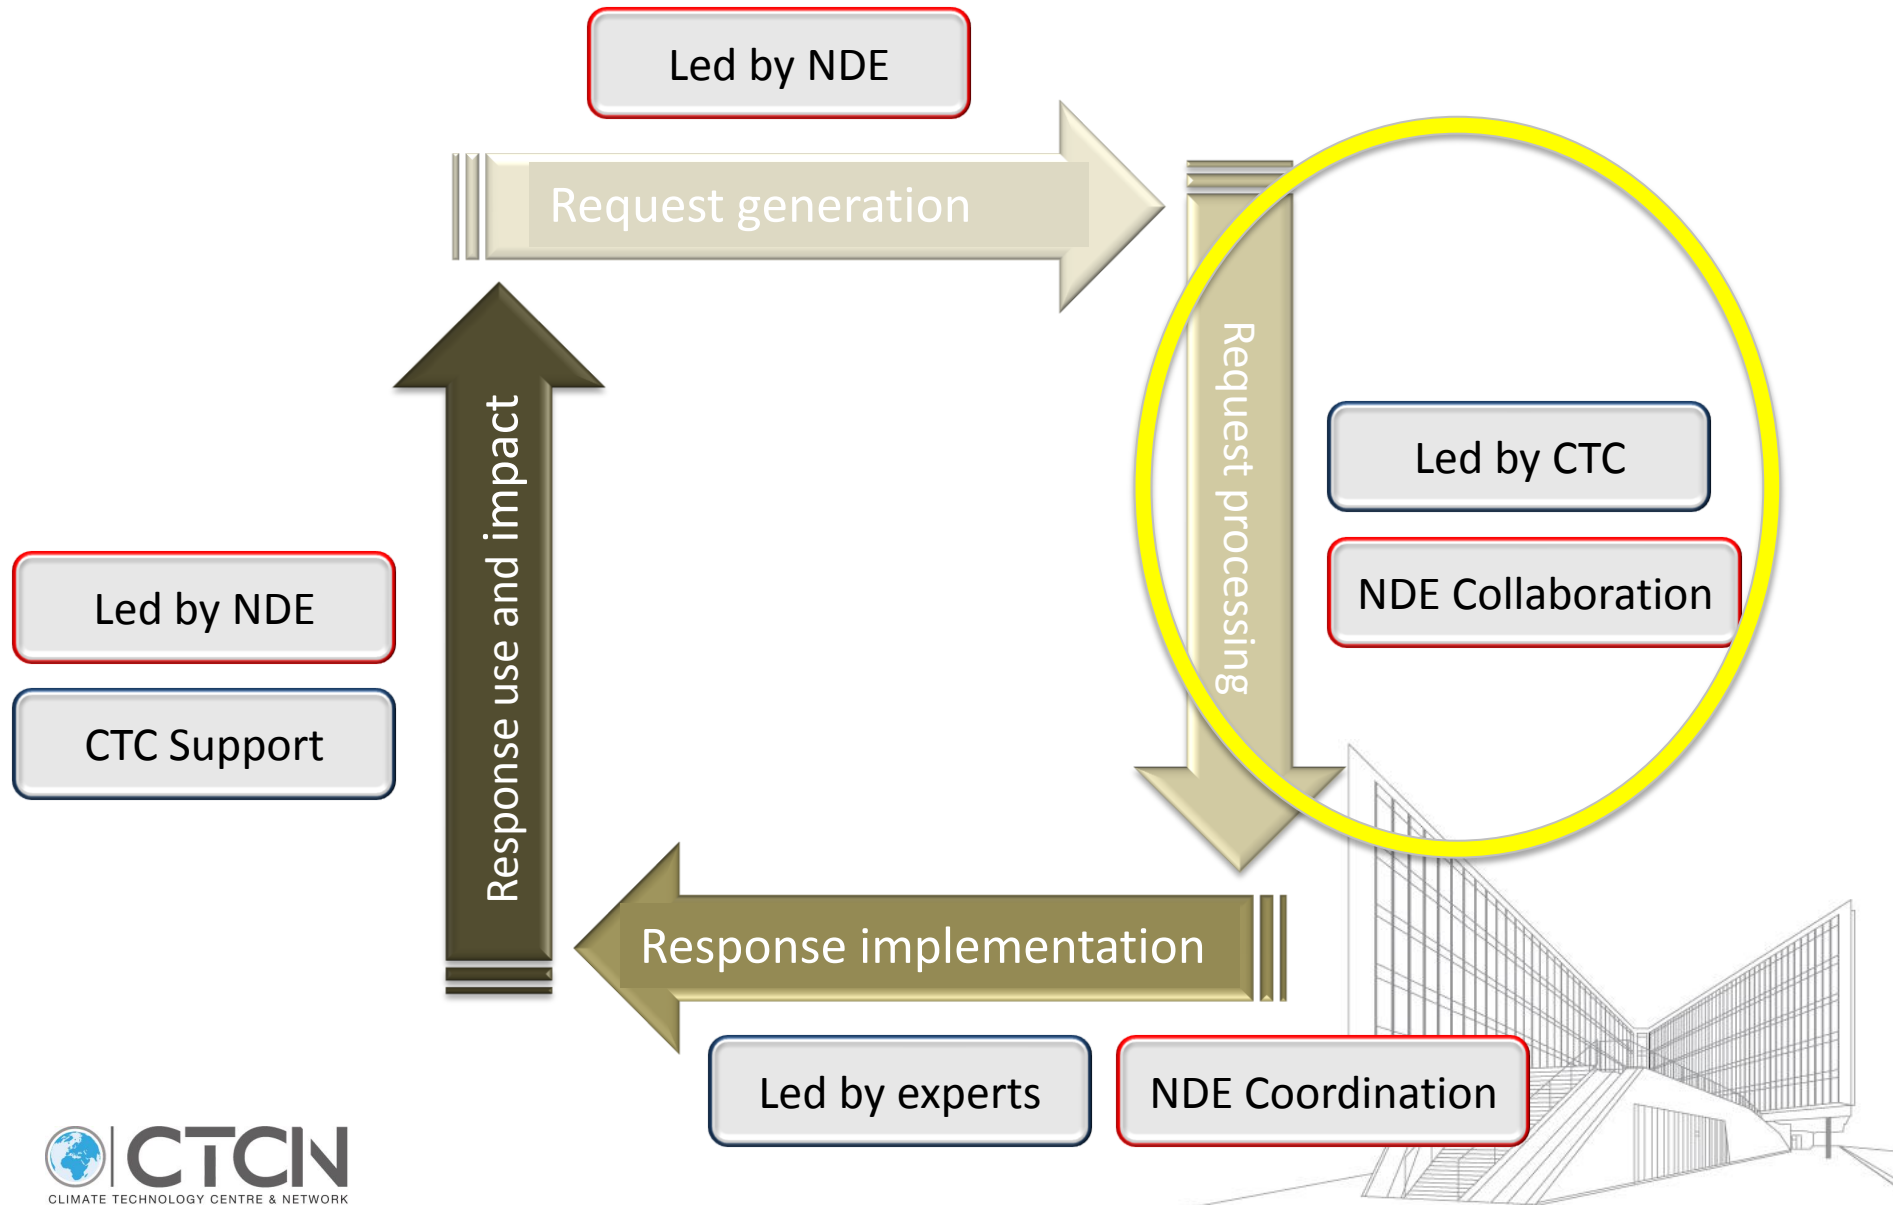 Led by NDE
Request generation
Request processing
Led by CTC
NDE Collaboration
Response use and impact
Led by NDE
CTC Support
Response implementation
Led by experts
NDE Coordination
CTCN
CLIMATE TECHNOLOGY CENTRE & NETWORK